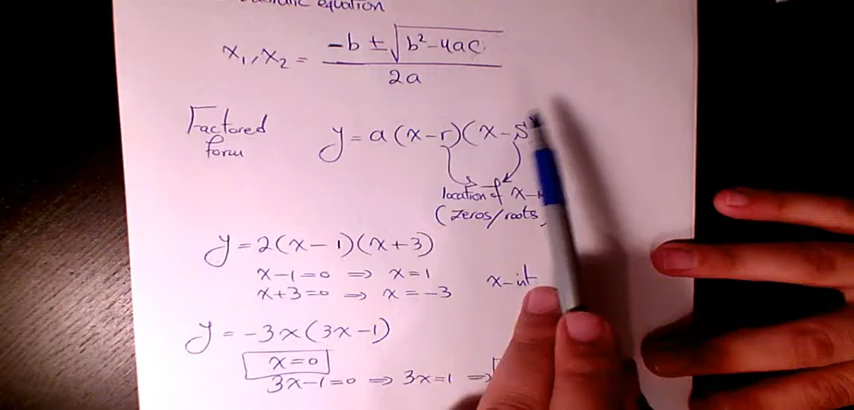 equation
x₁,x₂ = (-b ± √(b²-4ac)) / 2a
Factored form
y = a(x-r)(x-s
location of x-
(zeros/roots
y = 2(x-1)(x+3)
x-1=0 ⇒ x=1
x+3=0 ⇒ x=-3
x-int
y = -3x(3x-1)
x=0
3x-1=0 ⇒ 3x=1 ⇒